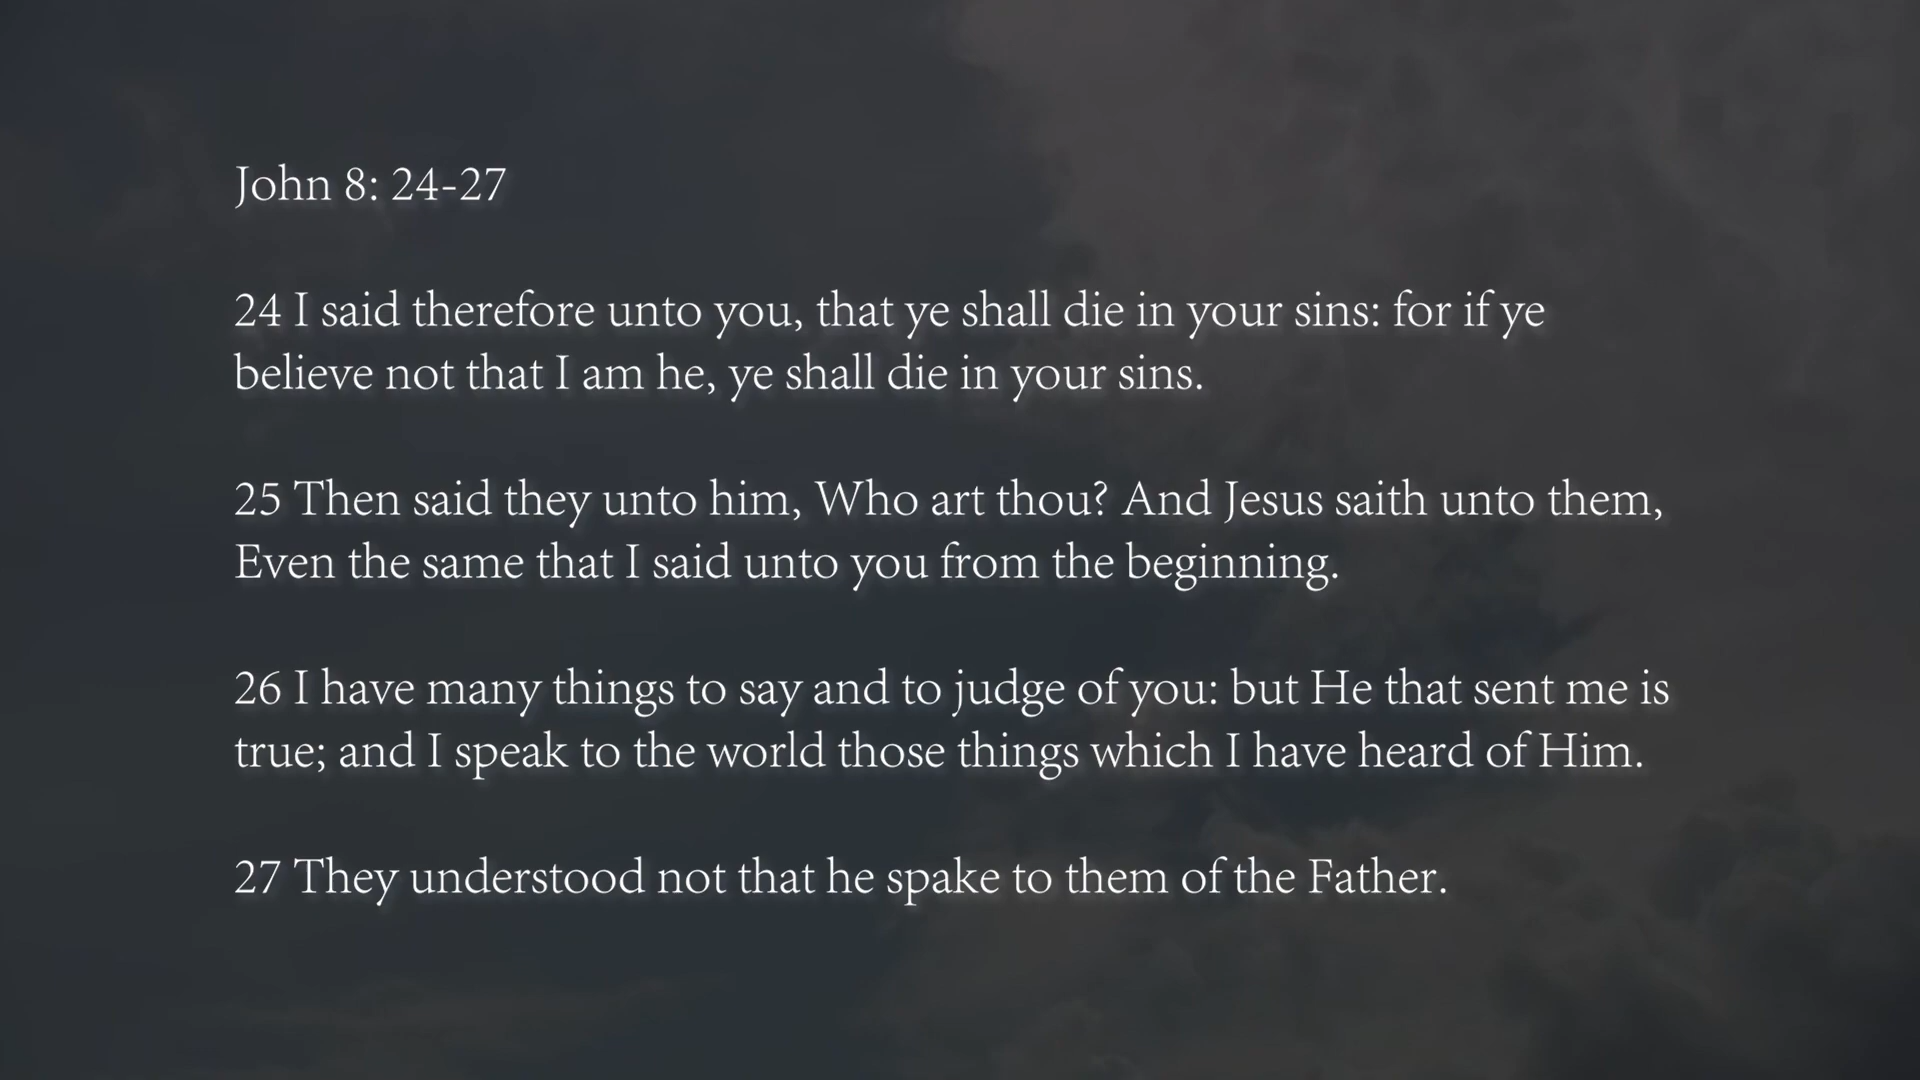 John 8: 24-27
24 I said therefore unto you, that ye shall die in your sins: for if ye
believe not that I am he, ye shall die in your sins.
25 Then said they unto him, Who art thou? And Jesus saith unto them,
Even the same that I said unto you from the beginning.
26 I have many things to say and to judge of you: but He that sent me is
true; and I speak to the world those things which I have heard of Him.
27 They understood not that he spake to them of the Father.